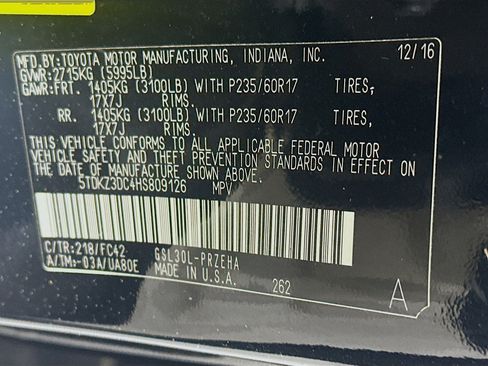 MFD.BY:TOYOTA MOTOR MANUFACTURING, INDIANA, INC. 12/16
GVWR:2715KG (5995LB)
GAWR:FRT. 1405KG (3100LB) WITH P235/60R17 TIRES,
17X7J RIMS.
RR. 1405KG (3100LB) WITH P235/60R17 TIRES,
17X7J RIMS.
THIS VEHICLE CONFORMS TO ALL APPLICABLE FEDERAL MOTOR
VEHICLE SAFETY AND THEFT PREVENTION STANDARDS IN EFFECT ON
THE DATE OF MANUFACTURE SHOWN ABOVE.
5TDKZ3DC4HS809126 MPV
C/TR:218/FC42 GSL30L-PRZEHA
A/TM:-03A/UA80E MADE IN U.S.A. 262 A